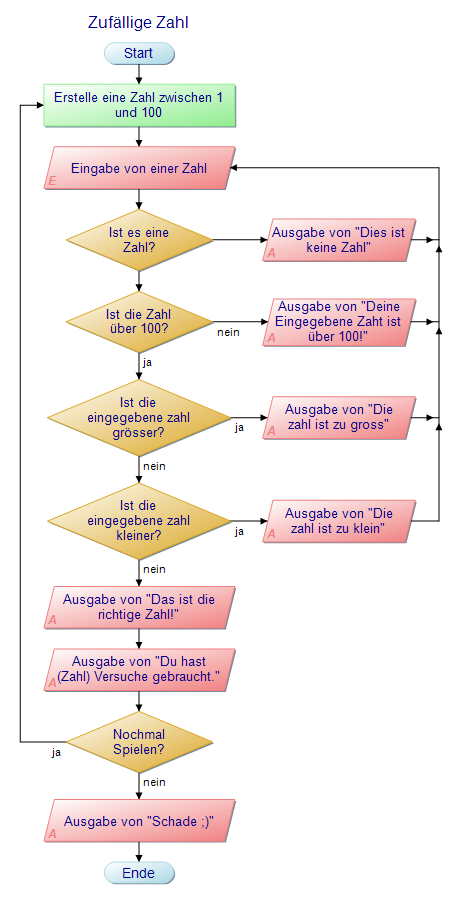 Zufällige Zahl
Start
Erstelle eine Zahl zwischen 1
und 100
Eingabe von einer Zahl
E
Ist es eine
Zahl?
Ausgabe von "Dies ist
keine Zahl"
A
Ist die Zahl
über 100?
nein
Ausgabe von "Deine
Eingegebene Zaht ist
über 100!"
A
ja
Ist die
eingegebene zahl
grösser?
ja
Ausgabe von "Die
zahl ist zu gross"
A
nein
Ist die
eingegebene zahl
kleiner?
ja
Ausgabe von "Die
zahl ist zu klein"
A
nein
Ausgabe von "Das ist die
richtige Zahl!"
A
Ausgabe von "Du hast
(Zahl) Versuche gebraucht."
A
Nochmal
Spielen?
ja
nein
Ausgabe von "Schade ;)"
A
Ende